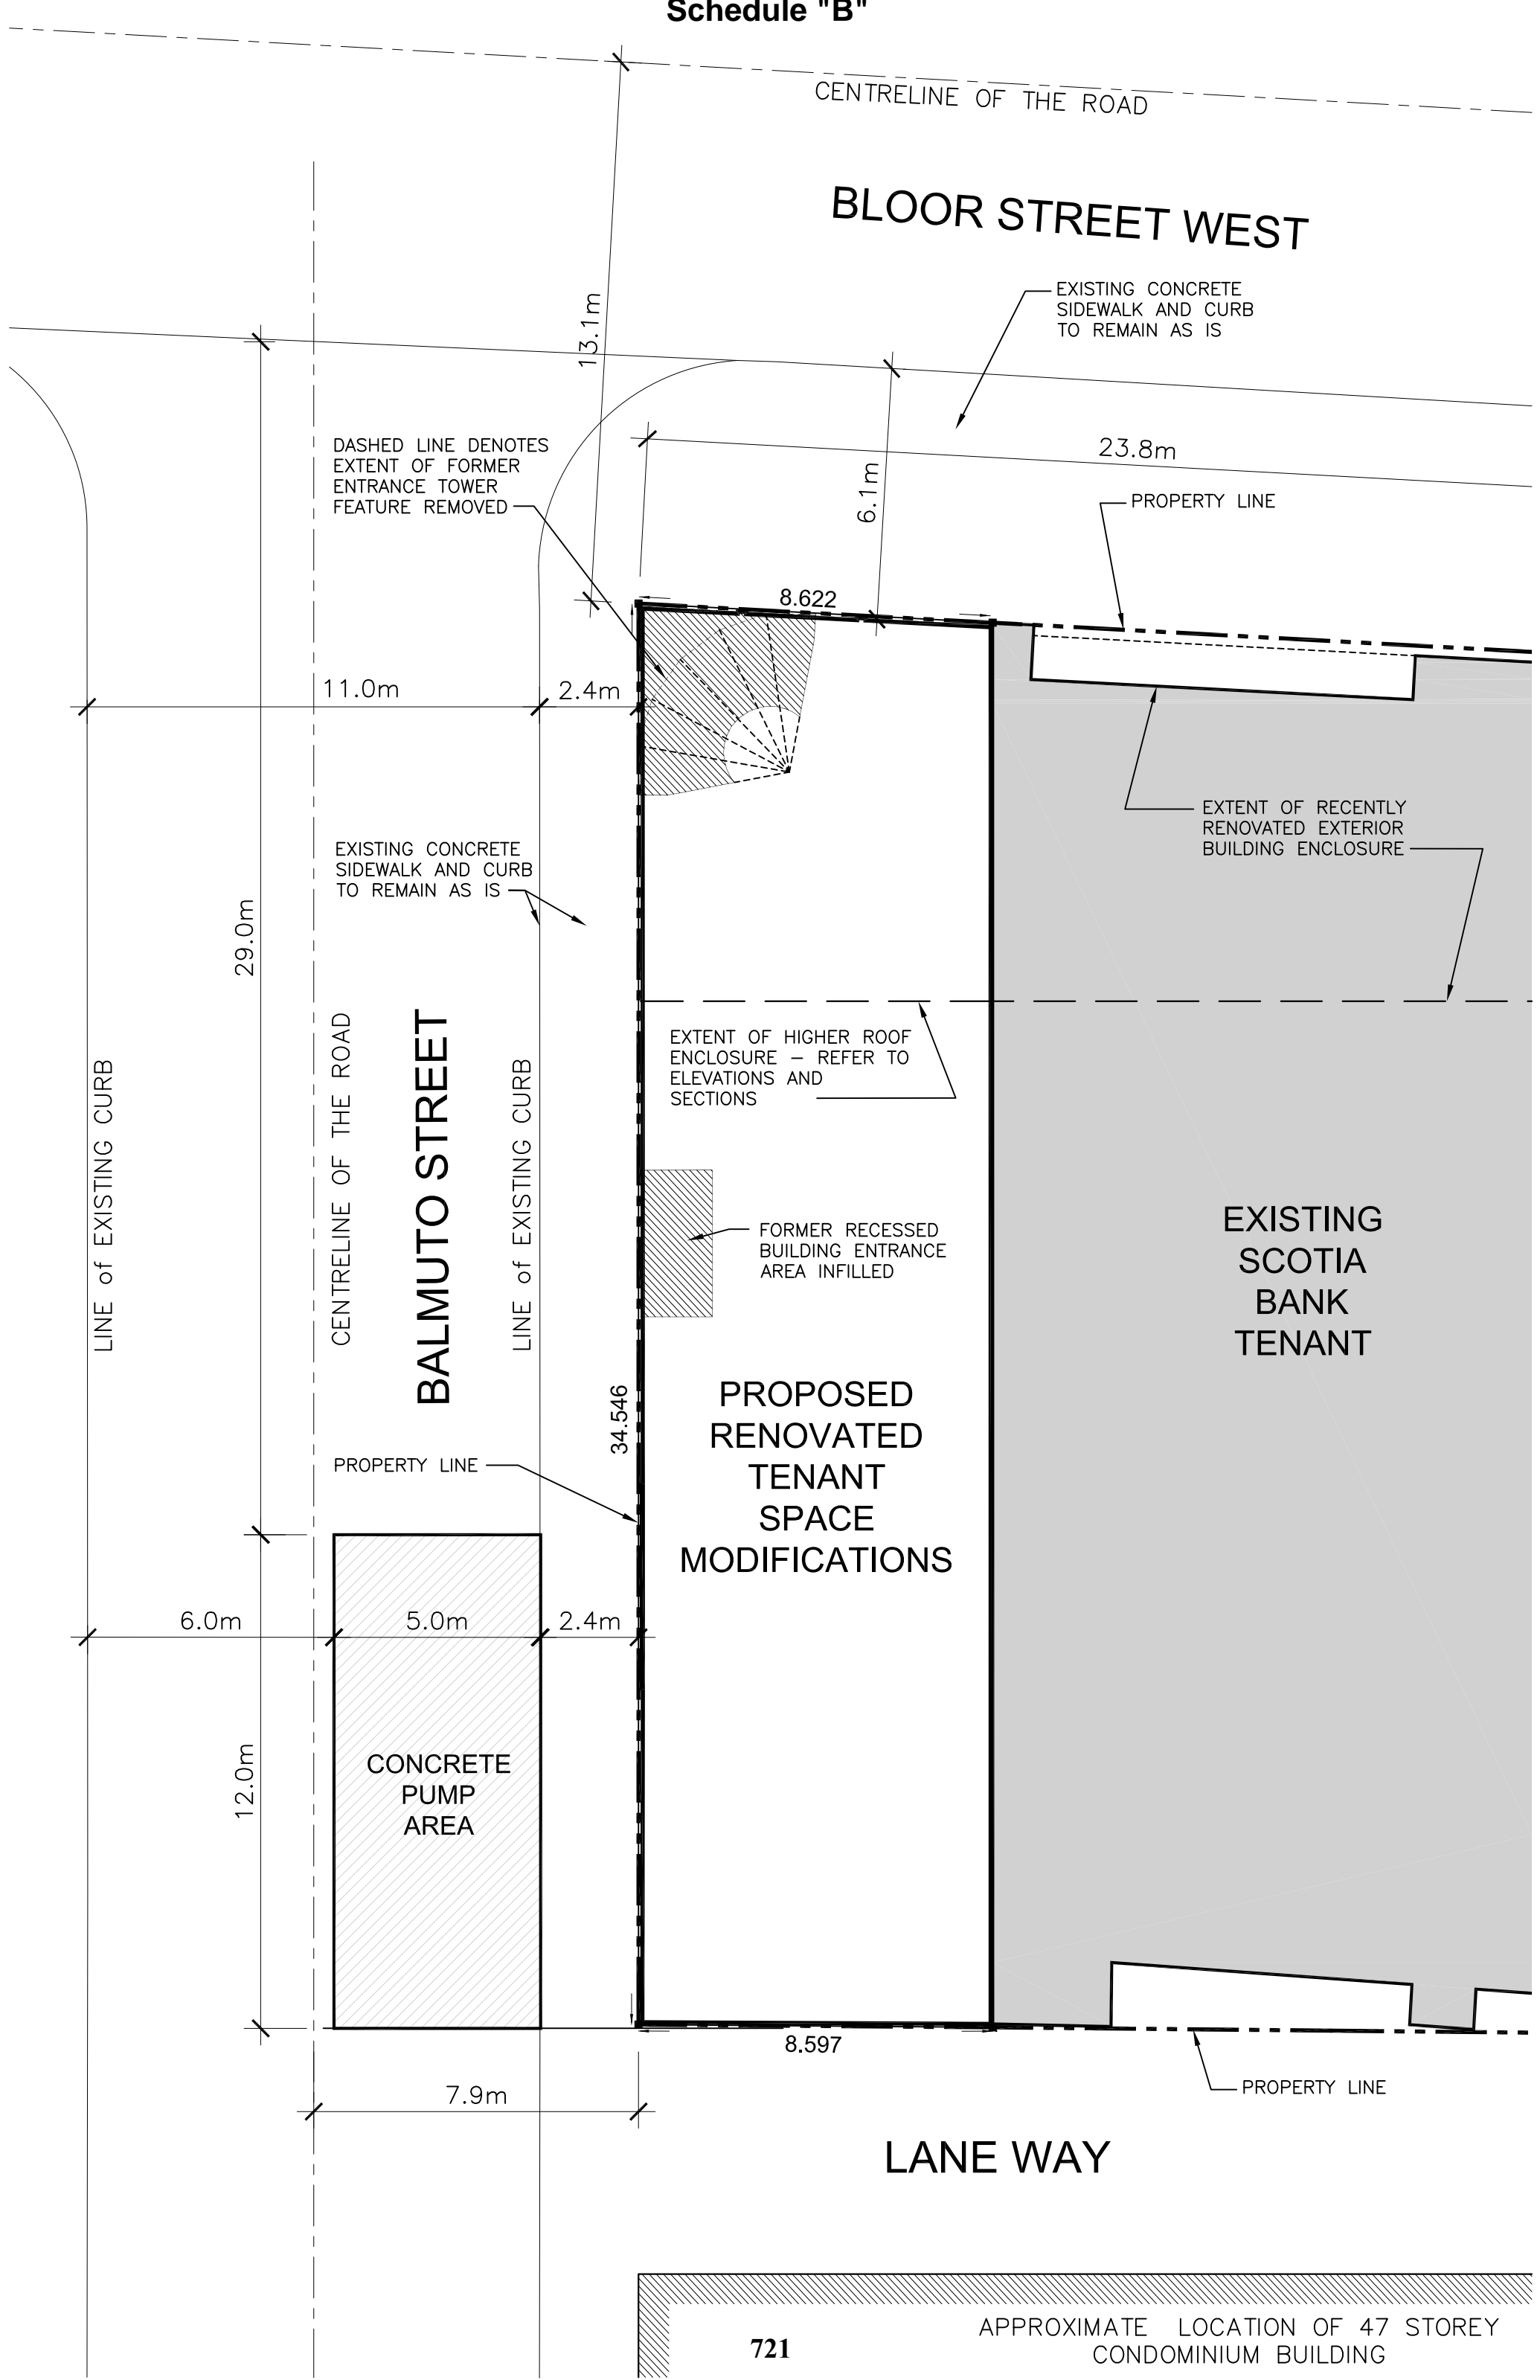 Schedule "B"
CENTRELINE OF THE ROAD
BLOOR STREET WEST
13.1m
EXISTING CONCRETE
SIDEWALK AND CURB
TO REMAIN AS IS
DASHED LINE DENOTES
EXTENT OF FORMER
ENTRANCE TOWER
FEATURE REMOVED
23.8m
6.1m
PROPERTY LINE
8.622
11.0m
2.4m
EXTENT OF RECENTLY
RENOVATED EXTERIOR
BUILDING ENCLOSURE
EXISTING CONCRETE
SIDEWALK AND CURB
TO REMAIN AS IS
29.0m
EXTENT OF HIGHER ROOF
ENCLOSURE – REFER TO
ELEVATIONS AND
SECTIONS
LINE of EXISTING CURB
CENTRELINE OF THE ROAD
BALMUTO STREET
LINE of EXISTING CURB
FORMER RECESSED
BUILDING ENTRANCE
AREA INFILLED
EXISTING
SCOTIA
BANK
TENANT
34.546
PROPOSED
RENOVATED
TENANT
SPACE
MODIFICATIONS
PROPERTY LINE
6.0m
5.0m
2.4m
12.0m
CONCRETE
PUMP
AREA
8.597
7.9m
PROPERTY LINE
LANE WAY
APPROXIMATE LOCATION OF 47 STOREY
CONDOMINIUM BUILDING
721